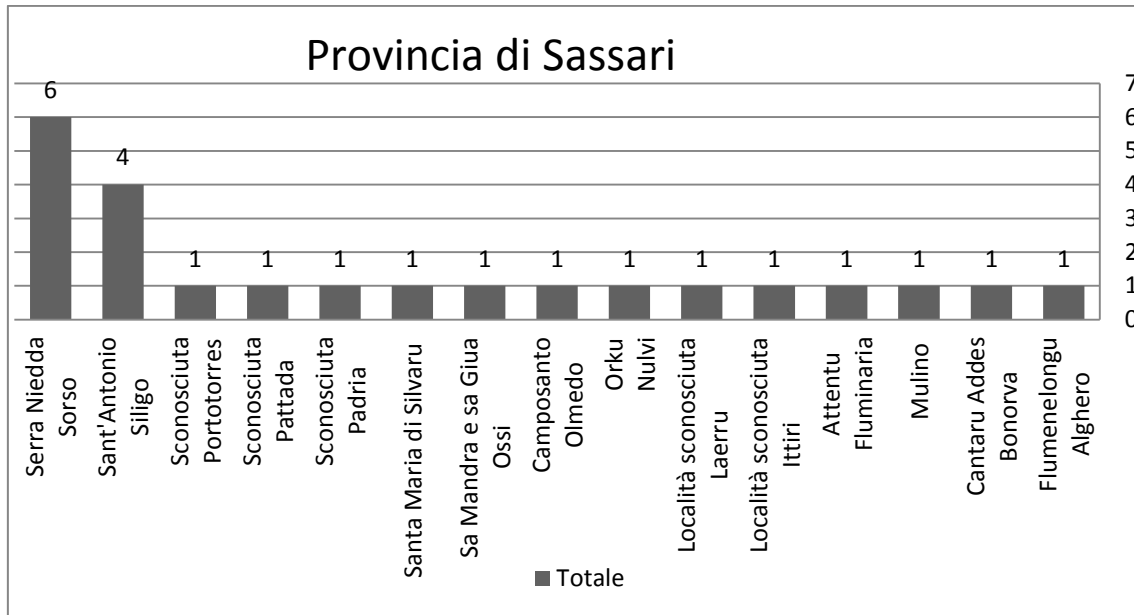 Provincia di Sassari
6
4
1
1
1
1
1
1
1
1
1
1
1
1
1
7
6
5
4
3
2
1
0
Serra Niedda
Sorso
Sant'Antonio
Siligo
Sconosciuta
Portotorres
Sconosciuta
Pattada
Sconosciuta
Padria
Santa Maria di Silvaru
Sa Mandra e sa Giua
Ossi
Camposanto
Olmedo
Orku
Nulvi
Località sconosciuta
Laerru
Località sconosciuta
Ittiri
Attentu
Fluminaria
Mulino
Cantaru Addes
Bonorva
Flumenelongu
Alghero
Totale